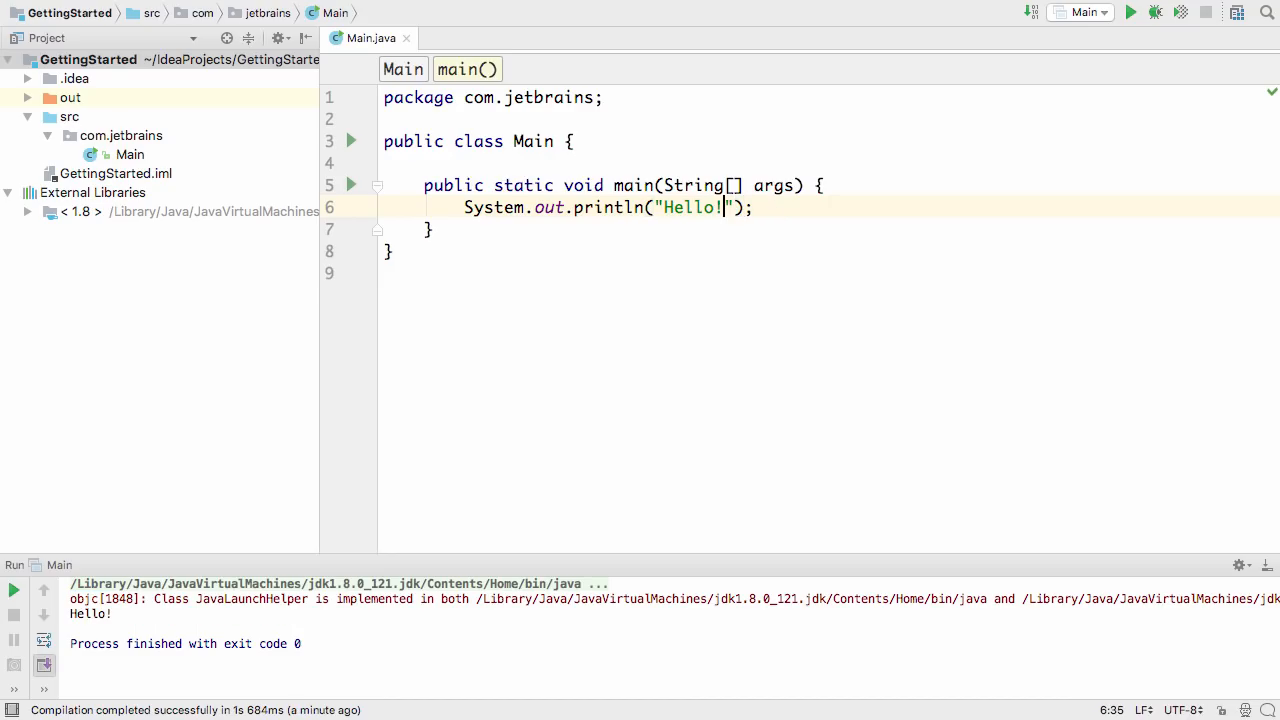 GettingStarted src com jetbrains Main
Main
Project
Main.java
GettingStarted ~/IdeaProjects/GettingStarte
.idea
out
src
com.jetbrains
Main
GettingStarted.iml
External Libraries
< 1.8 > /Library/Java/JavaVirtualMachines
Main main()
1 package com.jetbrains;
2
3 public class Main {
4
5 public static void main(String[] args) {
6 System.out.println("Hello!");
7 }
8 }
9
Run Main
/Library/Java/JavaVirtualMachines/jdk1.8.0_121.jdk/Contents/Home/bin/java ...
objc[1848]: Class JavaLaunchHelper is implemented in both /Library/Java/JavaVirtualMachines/jdk1.8.0_121.jdk/Contents/Home/bin/java and /Library/Java/JavaVirtualMachines/jdk
Hello!
Process finished with exit code 0
Compilation completed successfully in 1s 684ms (a minute ago)
6:35 LF UTF-8